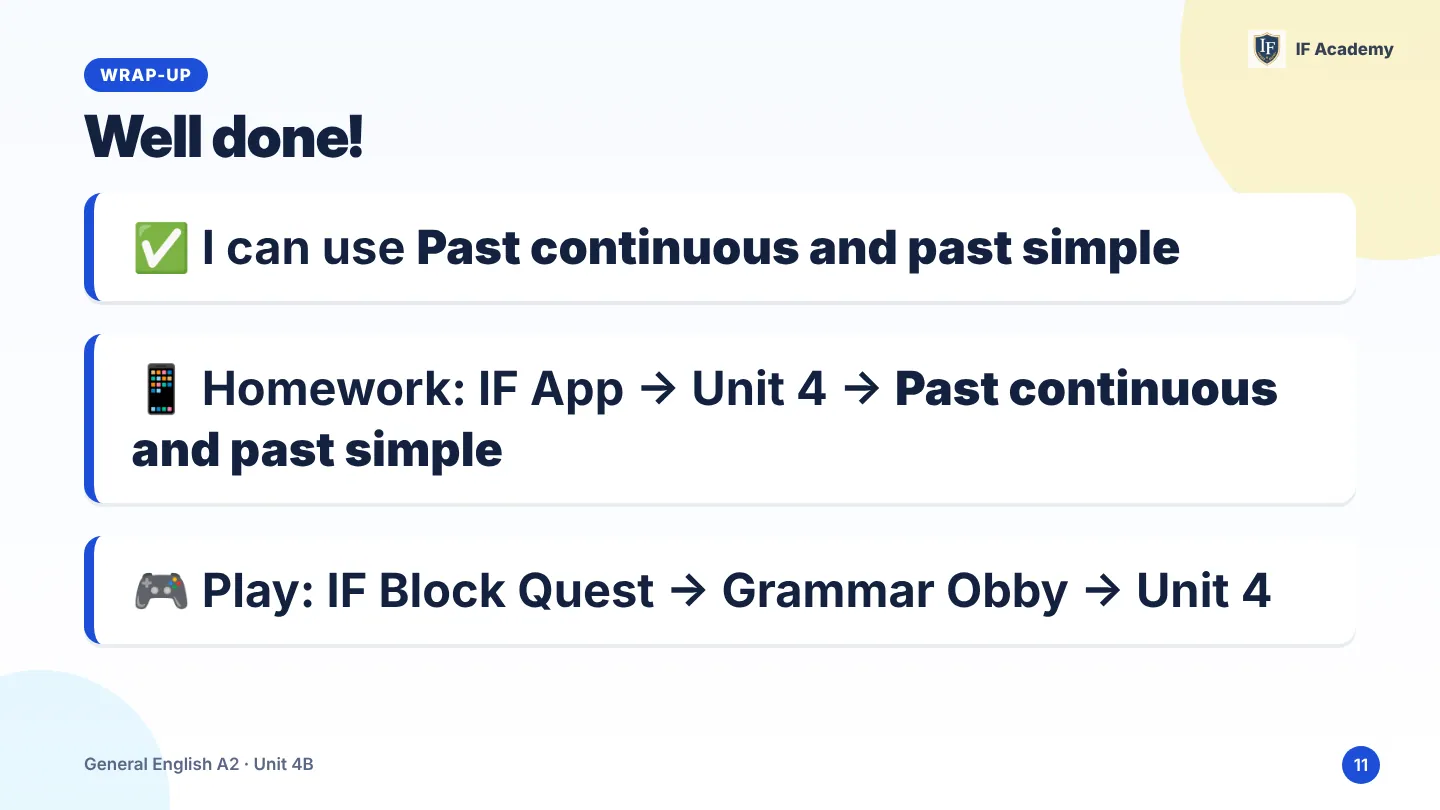 IF Academy
WRAP-UP
Well done!
✅ I can use Past continuous and past simple
📱 Homework: IF App → Unit 4 → Past continuous
and past simple
🎮 Play: IF Block Quest → Grammar Obby → Unit 4
General English A2 · Unit 4B
11